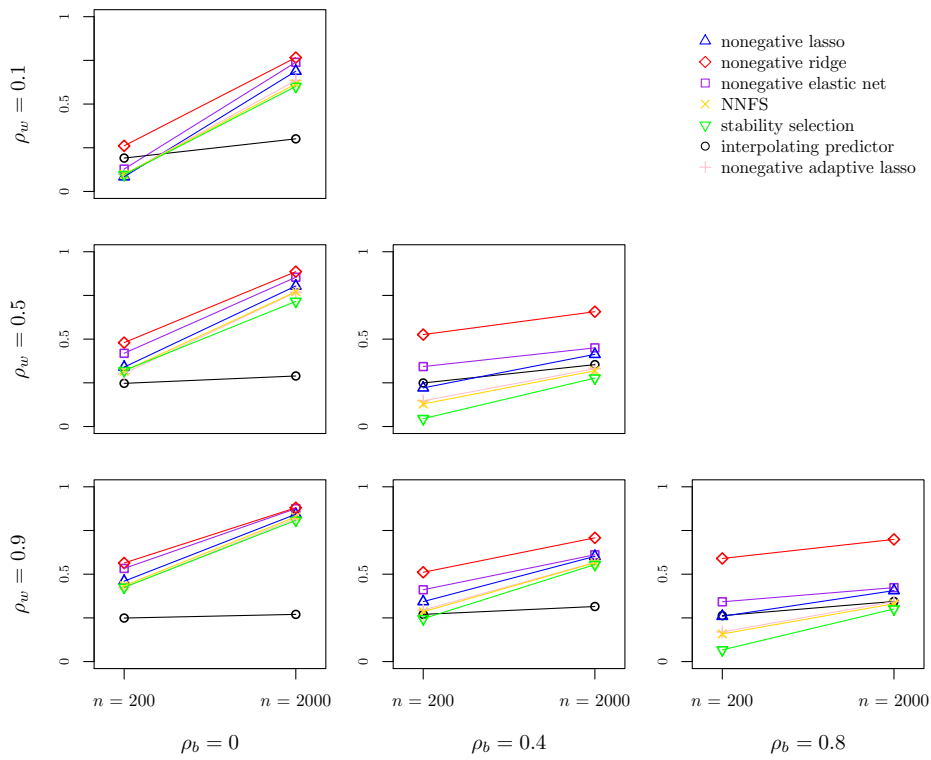 nonegative lasso
nonegative ridge
nonegative elastic net
NNFS
stability selection
interpolating predictor
nonegative adaptive lasso
ρw = 0.1
1
0.5
0
ρw = 0.5
1
0.5
0
1
0.5
0
ρw = 0.9
1
0.5
0
1
0.5
0
1
0.5
0
n = 200 n = 2000 n = 200 n = 2000 n = 200 n = 2000
ρb = 0 ρb = 0.4 ρb = 0.8